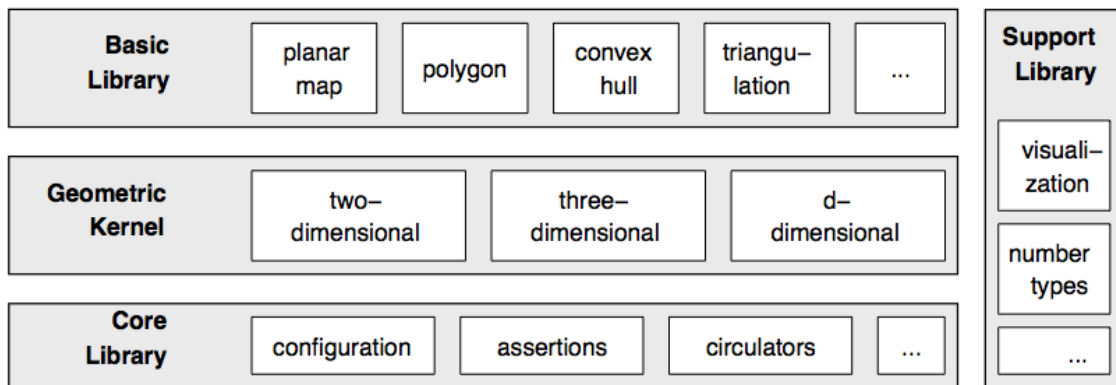 Basic
Library
planar
map
polygon
convex
hull
triangu–
lation
...
Geometric
Kernel
two–
dimensional
three–
dimensional
d–
dimensional
Core
Library
configuration
assertions
circulators
...
Support
Library
visuali–
zation
number
types
...